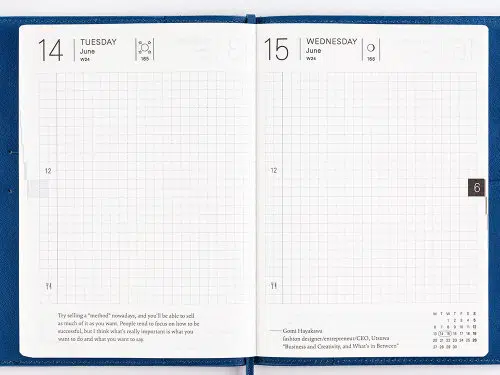 14
TUESDAY
June
W24
165
12
Try selling a "method" nowadays, and you'll be able to sell
as much of it as you want. People tend to focus on how to be
successful, but I think what's really important is what you
want to do and what you want to say.
15
WEDNESDAY
June
W24
166
12
6
—— Gomi Hayakawa
fashion designer/entrepreneur/CEO, Utsuwa
"Business and Creativity, and What's in Between"
M T W T F S S
1 2 3 4 5
6 7 8 9 10 11 12
13 14 15 16 17 18 19
20 21 22 23 24 25 26
27 28 29 30